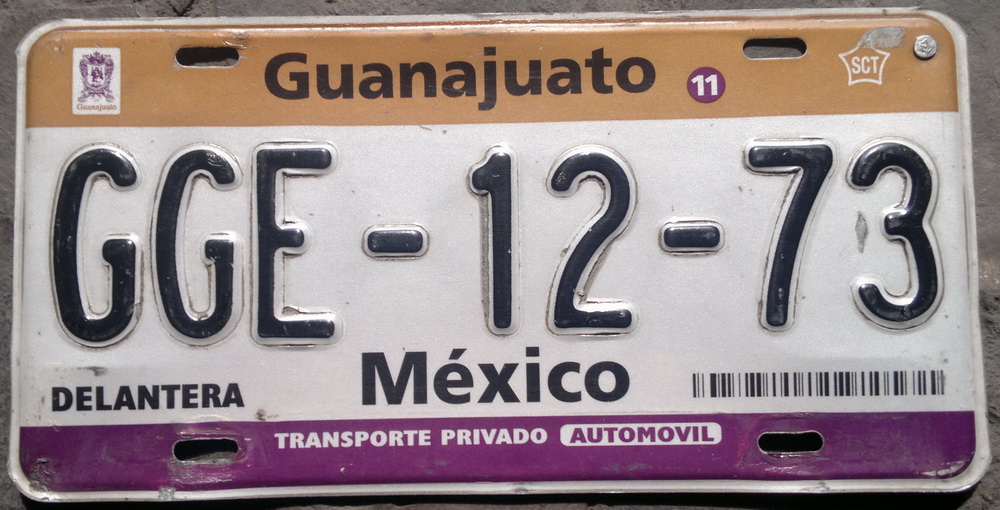 Guanajuato
Guanajuato 11
SCT
GGE-12-73
DELANTERA
México
TRANSPORTE PRIVADO AUTOMOVIL